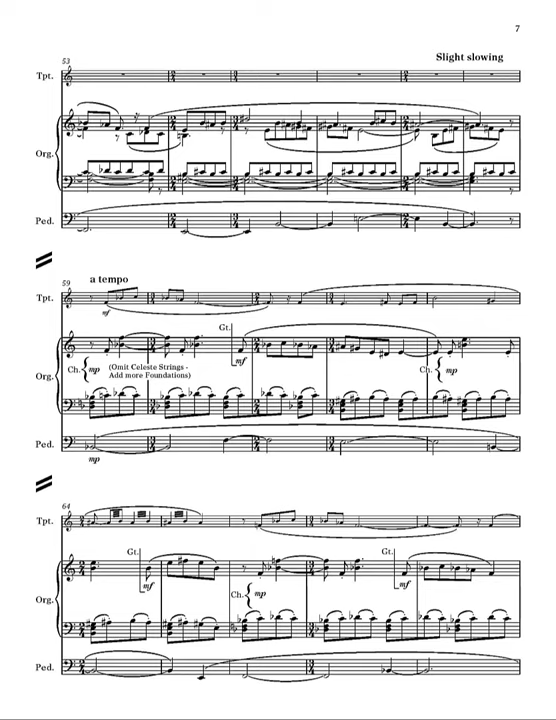 7
Slight slowing
53
Tpt.
Org.
Ped.
a tempo
59
Tpt.
mf
Gt.
mf
Ch. mp (Omit Celeste Strings -
Add more Foundations)
Ch. mp
Org.
Ped.
mp
64
Tpt.
Gt. Gt.
mf mf
Ch. mp
Org.
Ped.